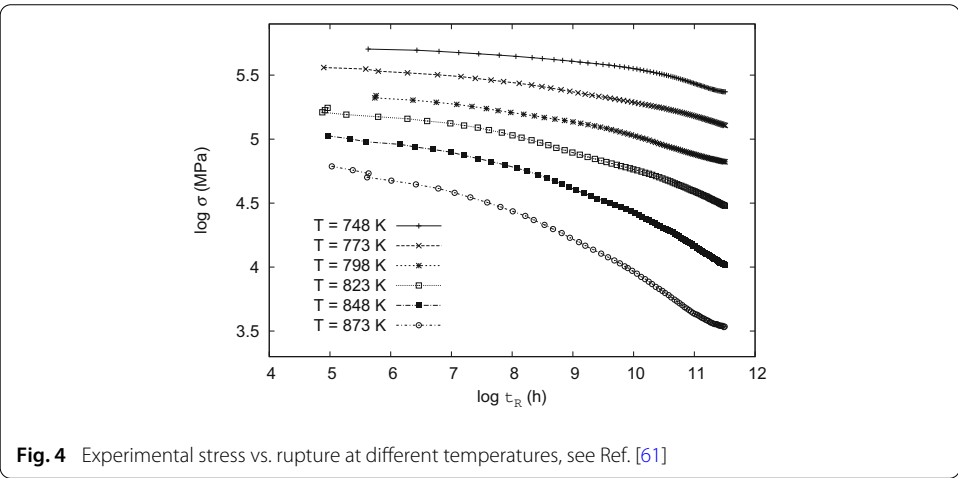 5.5
5
4.5
4
3.5
log σ (MPa)
T = 748 K
T = 773 K
T = 798 K
T = 823 K
T = 848 K
T = 873 K
4 5 6 7 8 9 10 11 12
log t_R (h)
Fig. 4 Experimental stress vs. rupture at different temperatures, see Ref. [61]